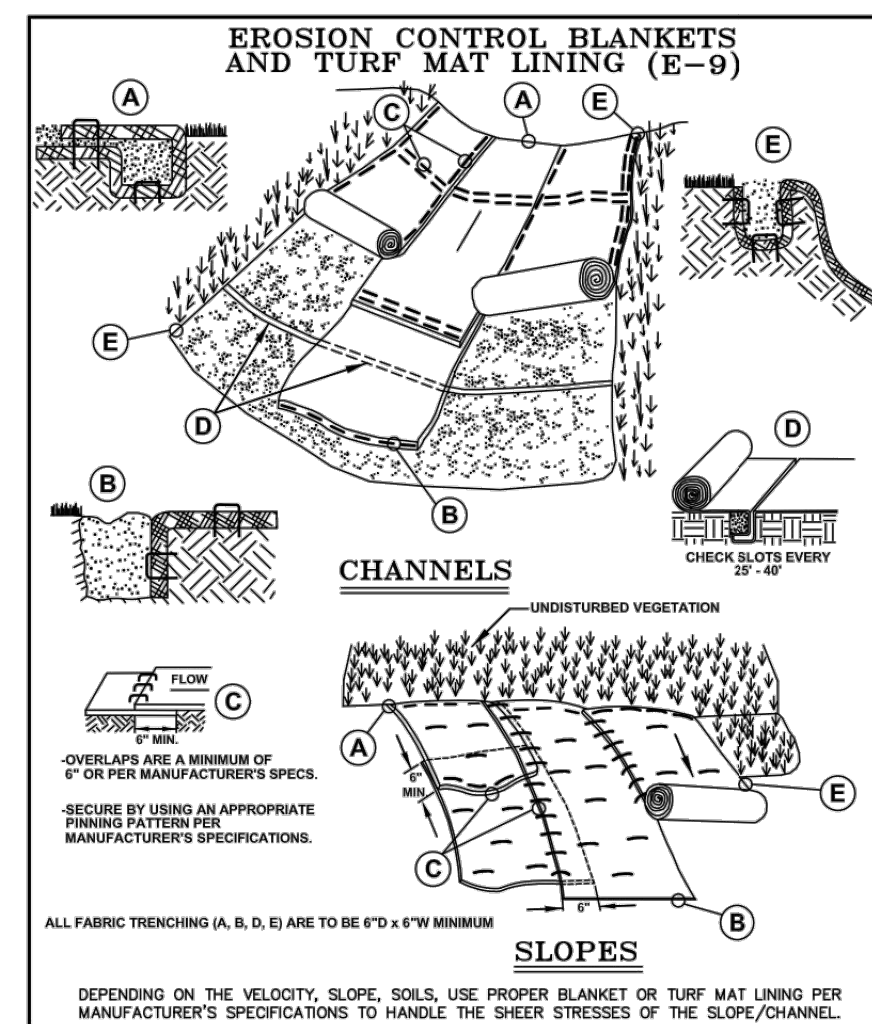 EROSION CONTROL BLANKETS
AND TURF MAT LINING (E-9)
A
C
A
E
E
E
D
B
D
B
CHECK SLOTS EVERY
25' - 40'
CHANNELS
UNDISTURBED VEGETATION
FLOW
C
6" MIN.
-OVERLAPS ARE A MINIMUM OF
6" OR PER MANUFACTURER'S SPECS.
-SECURE BY USING AN APPROPRIATE
PINNING PATTERN PER
MANUFACTURER'S SPECIFICATIONS.
A
6"
MIN
C
E
6"
B
ALL FABRIC TRENCHING (A, B, D, E) ARE TO BE 6"D x 6"W MINIMUM
SLOPES
DEPENDING ON THE VELOCITY, SLOPE, SOILS, USE PROPER BLANKET OR TURF MAT LINING PER
MANUFACTURER'S SPECIFICATIONS TO HANDLE THE SHEER STRESSES OF THE SLOPE/CHANNEL.